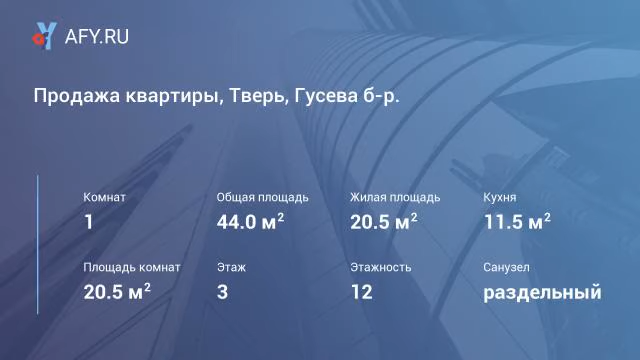 AFY.RU
Продажа квартиры, Тверь, Гусева б-р.
Комнат Общая площадь Жилая площадь Кухня
1 44.0 м² 20.5 м² 11.5 м²
Площадь комнат Этаж Этажность Санузел
20.5 м² 3 12 раздельный